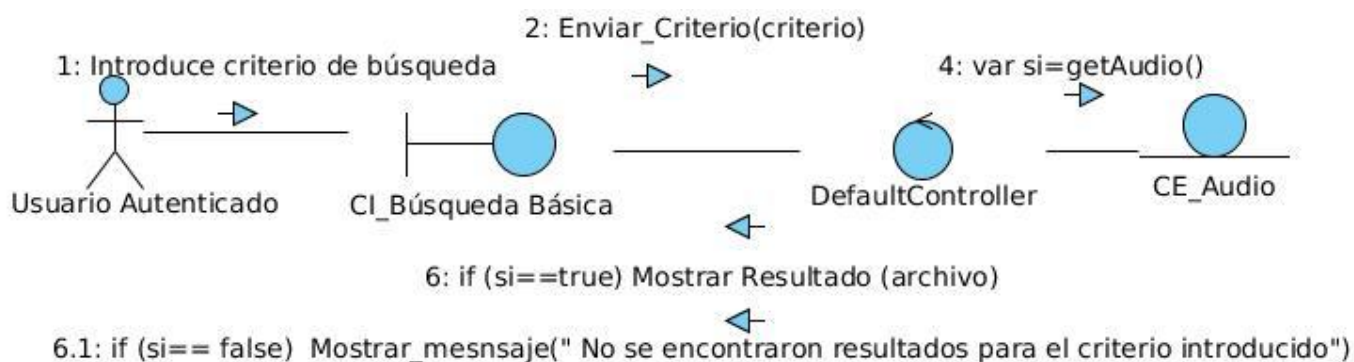 2: Enviar_Criterio(criterio)
1: Introduce criterio de búsqueda
4: var si=getAudio()
Usuario Autenticado
CI_Búsqueda Básica
DefaultController
CE_Audio
6: if (si==true) Mostrar Resultado (archivo)
6.1: if (si== false)  Mostrar_mesnsaje(" No se encontraron resultados para el criterio introducido")